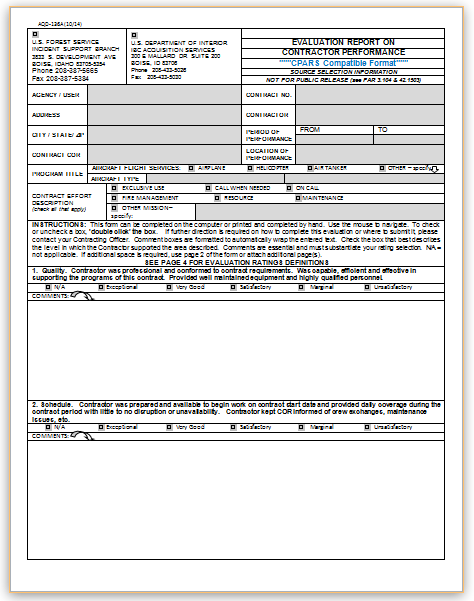 AQD-136A (10/14)
U.S. FOREST SERVICE
INCIDENT SUPPORT BRANCH
3833 S. DEVELOPMENT AVE
BOISE, IDAHO 83705-5354
Phone 208-387-5665
Fax 208-387-5384
U.S. DEPARTMENT OF INTERIOR
IBC ACQUISITION SERVICES
300 E MALLARD DR SUITE 200
BOISE, ID 83706
Phone 208-433-5026
Fax 208-433-5030
EVALUATION REPORT ON
CONTRACTOR PERFORMANCE
******CPARS Compatible Format******
SOURCE SELECTION INFORMATION
NOT FOR PUBLIC RELEASE (see FAR 3.104 & 42.1503)
AGENCY / USER
CONTRACT NO.
ADDRESS
CONTRACTOR
CITY / STATE/ ZIP
PERIOD OF
PERFORMANCE
FROM
TO
CONTRACT COR
LOCATION OF
PERFORMANCE
PROGRAM TITLE
AIRCRAFT FLIGHT SERVICES: AIRPLANE HELICOPTER AIRTANKER OTHER – specify
AIRCRAFT TYPE
CONTRACT EFFORT
DESCRIPTION
(check all that apply)
EXCLUSIVE USE CALL WHEN NEEDED ON CALL
FIRE MANAGEMENT RESOURCE MAINTENANCE
OTHER MISSION–
specify:
INSTRUCTIONS: This form can be completed on the computer or printed and completed by hand. Use the mouse to navigate. To check
or uncheck a box, 'double click' the box. If further direction is required on how to complete this evaluation or where to submit it, please
contact your Contracting Officer. Comment boxes are formatted to automatically wrap the entered text. Check the box that best describes
the level in which the Contractor supported the area described. Comments are essential and must substantiate your rating selection. NA =
not applicable. If additional space is required, use page 2 of the form or attach additional page(s).
SEE PAGE 4 FOR EVALUATION RATINGS DEFINITIONS
1. Quality. Contractor was professional and conformed to contract requirements. Was capable, efficient and effective in
supporting the programs of this contract. Provided well maintained equipment and highly qualified personnel.
N/A Exceptional Very Good Satisfactory Marginal Unsatisfactory
COMMENTS:
2. Schedule. Contractor was prepared and available to begin work on contract start date and provided daily coverage during the
contract period with little to no disruption or unavailability. Contractor kept COR informed of crew exchanges, maintenance
issues, etc.
N/A Exceptional Very Good Satisfactory Marginal Unsatisfactory
COMMENTS: